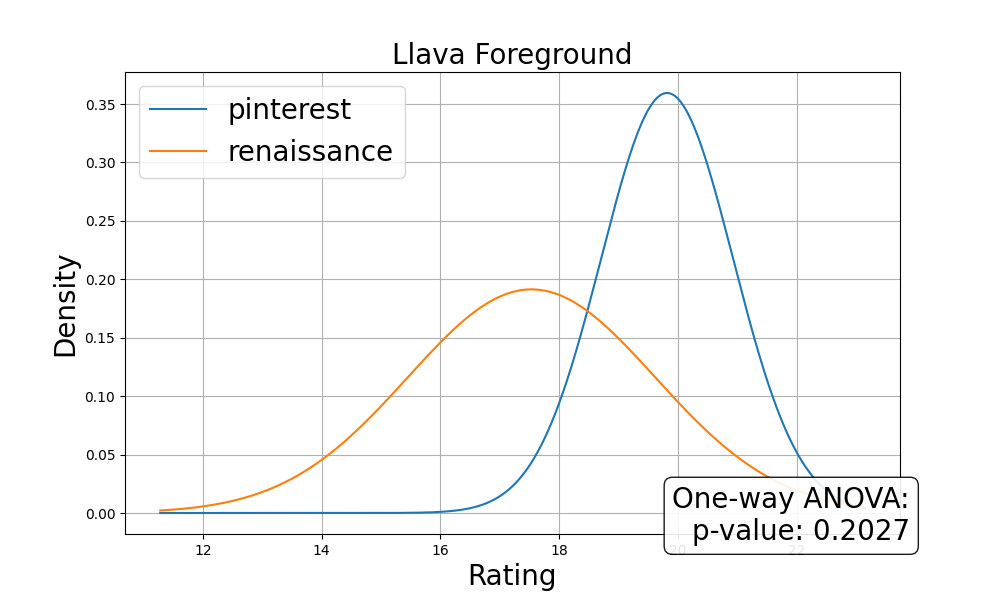 Llava Foreground
pinterest
renaissance
Density
0.35
0.30
0.25
0.20
0.15
0.10
0.05
0.00
12
14
16
18
20
22
One-way ANOVA:
p-value: 0.2027
Rating